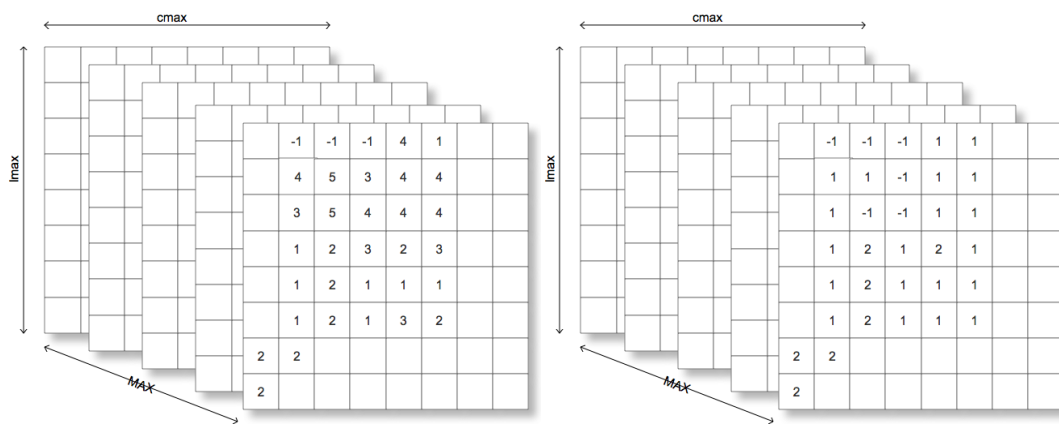 cmax cmax
lmax lmax
-1 -1 -1 4 1 -1 -1 -1 1 1
4 5 3 4 4 1 1 -1 1 1
3 5 4 4 4 1 -1 -1 1 1
1 2 3 2 3 1 2 1 2 1
1 2 1 1 1 1 2 1 1 1
1 2 1 3 2 1 2 1 1 1
2 2 2 2
2 2
MAX MAX